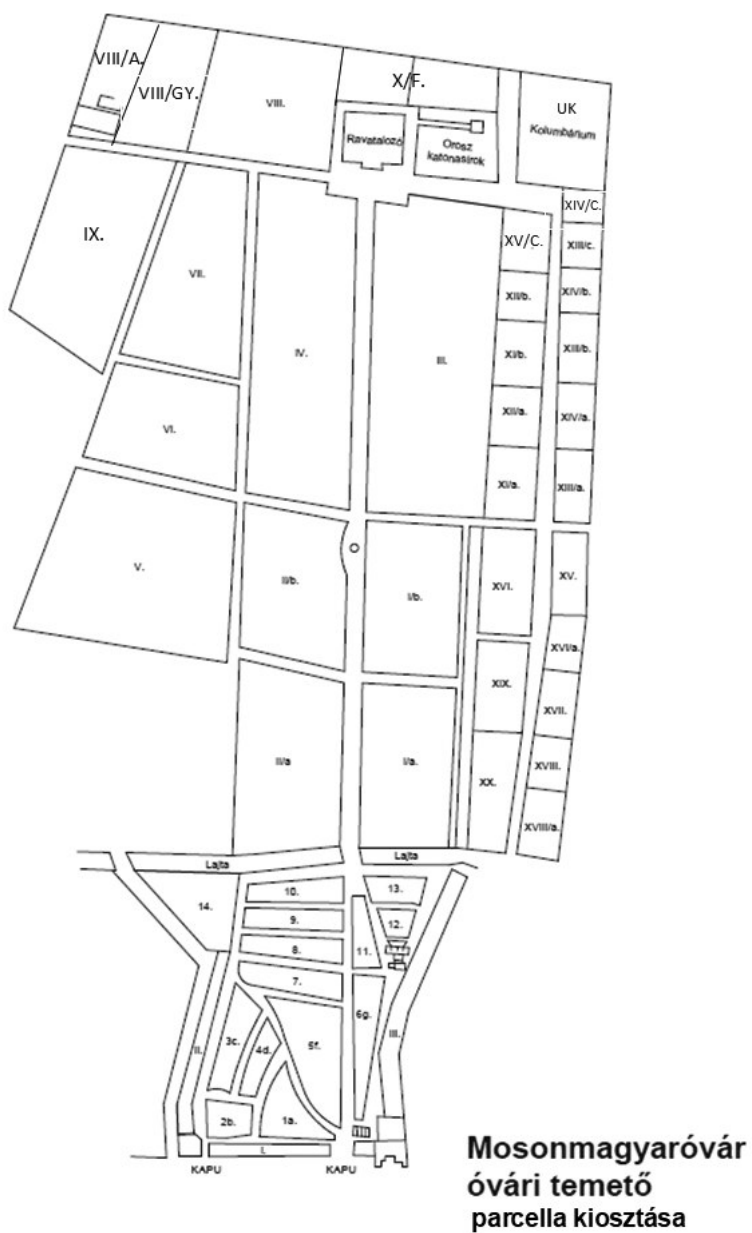 VIII/A.
VIII/GY.
VIII.
X/F.
UK
Kolumbárium
Ravatalozó
Orosz
katonasírok
XIV/C.
IX.
VII.
XV/C.
XIII/c.
XII/b.
XIV/b.
IV.
III.
XI/b.
XIII/b.
VI.
XII/a.
XIV/a.
XI/a.
XIII/a.
V.
II/b.
I/b.
XVI.
XV.
XVI/a.
XIX.
XVII.
II/a
I/a.
XX.
XVIII.
XVIII/a.
Lajta
Lajta
14.
10.
13.
9.
12.
8.
11.
7.
6g.
3c.
4d.
5f.
II.
III.
2b.
1a.
I.
KAPU
KAPU
Mosonmagyaróvár
óvári temető
parcella kiosztása